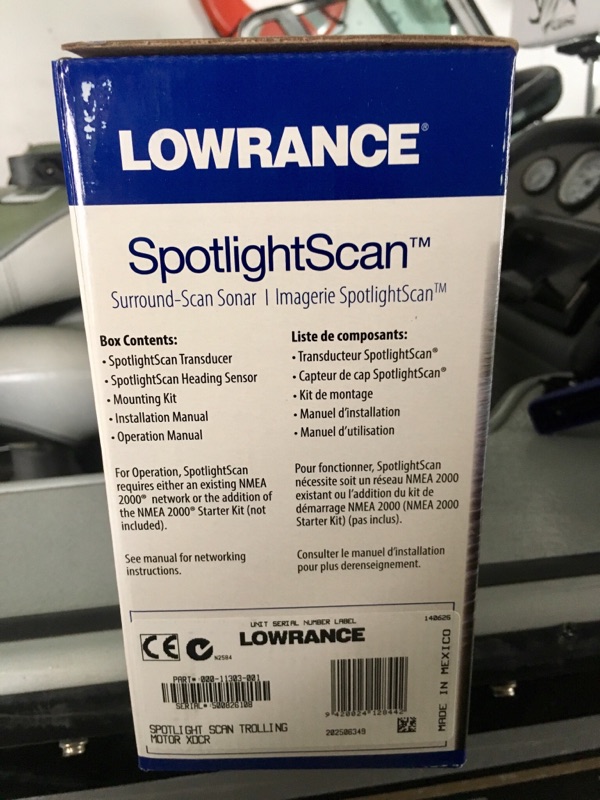 LOWRANCE®
SpotlightScan™
Surround-Scan Sonar | Imagerie SpotlightScan™
Box Contents:
• SpotlightScan Transducer
• SpotlightScan Heading Sensor
• Mounting Kit
• Installation Manual
• Operation Manual
For Operation, SpotlightScan
requires either an existing NMEA
2000® network or the addition of
the NMEA 2000® Starter Kit (not
included).
See manual for networking
instructions.
Liste de composants:
• Transducteur SpotlightScan®
• Capteur de cap SpotlightScan®
• Kit de montage
• Manuel d'installation
• Manuel d'utilisation
Pour fonctionner, SpotlightScan
nécessite soit un réseau NMEA 2000
existant ou l'addition du kit de
démarrage NMEA 2000 (NMEA 2000
Starter Kit) (pas inclus).
Consulter le manuel d'installation
pour plus derenseignement.
UNIT SERIAL NUMBER LABEL
140626
LOWRANCE
CE
N2584
PART# 000-11303-001
SERIAL# 500826108
SPOTLIGHT SCAN TROLLING
MOTOR XDCR
9 420024 120442
202506349
MADE IN MEXICO